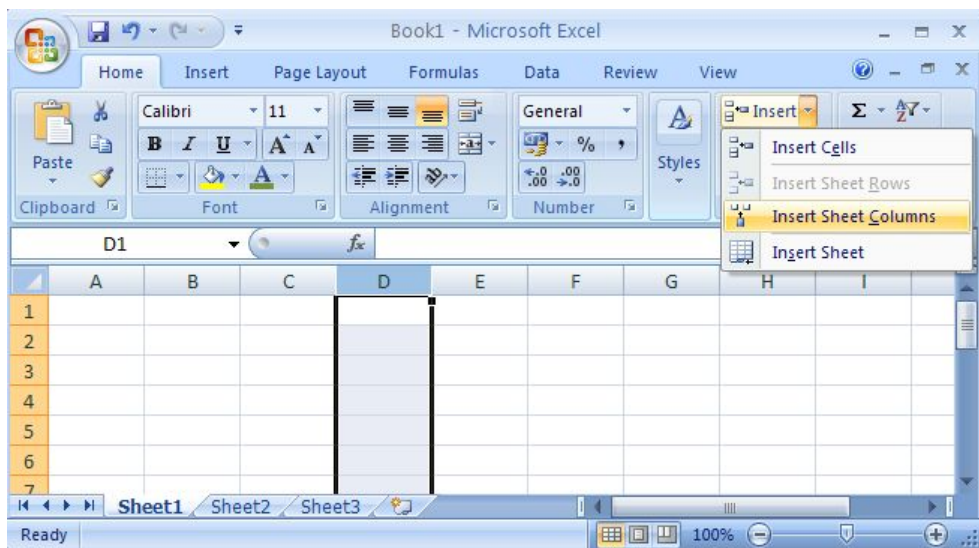 Book1 - Microsoft Excel
Home Insert Page Layout Formulas Data Review View
Calibri 11 General Insert Σ
Paste B I U A A % , Styles Insert Cells
A .00 .0 Insert Sheet Rows
Clipboard Font Alignment Number Insert Sheet Columns
D1 fx Insert Sheet
A B C D E F G H I
1
2
3
4
5
6
7
Sheet1 Sheet2 Sheet3
Ready 100%